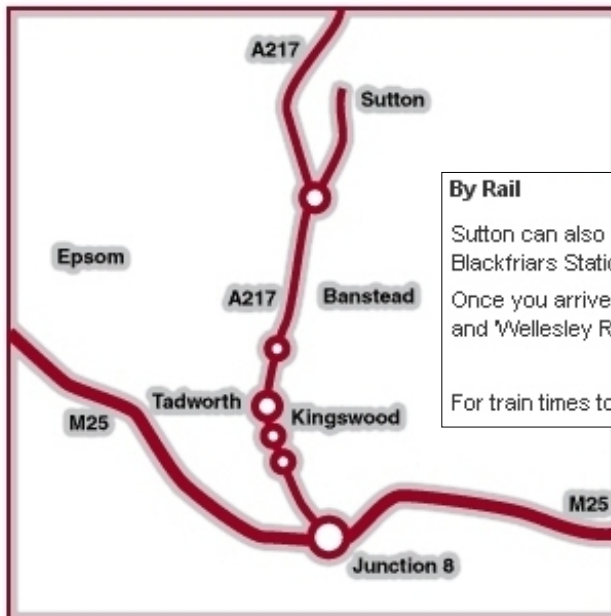 A217
Sutton
By Rail
Sutton can also
Blackfriars
Once you arrive
and 'Wellesley
For train times to
Epsom
A217
Banstead
Tadworth
Kingswood
M25
M25
Junction 8